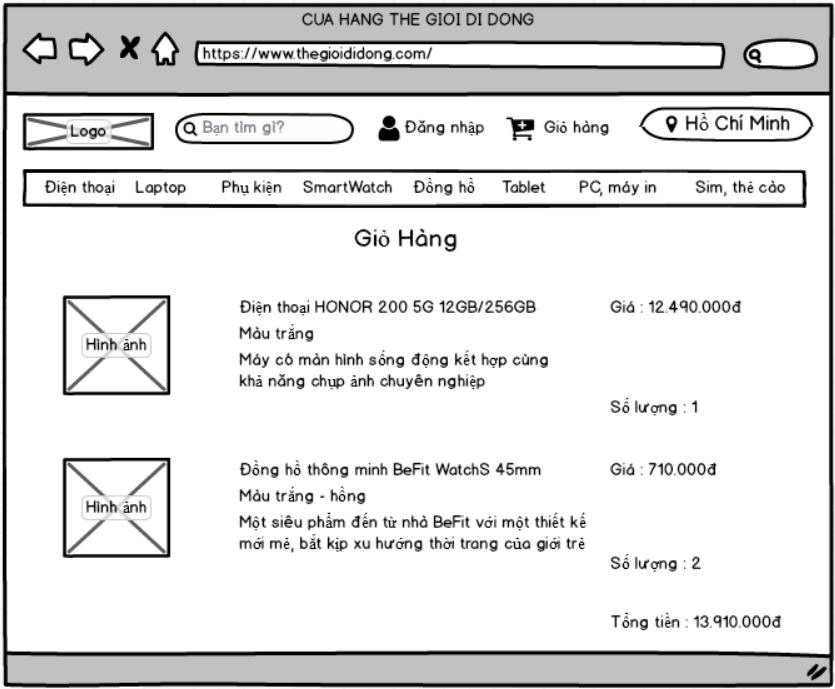 CUA HANG THE GIOI DI DONG
https://www.thegioididong.com/
Logo
Bạn tìm gì?
Đăng nhập
Giỏ hàng
Hồ Chí Minh
Điện thoại Laptop Phụ kiện SmartWatch Đồng hồ Tablet PC, máy in Sim, thẻ cào
Giỏ Hàng
Hình ảnh
Điện thoại HONOR 200 5G 12GB/256GB
Giá : 12.490.000đ
Màu trắng
Máy có màn hình sống động kết hợp cùng
khả năng chụp ảnh chuyên nghiệp
Số lượng : 1
Hình ảnh
Đồng hồ thông minh BeFit WatchS 45mm
Giá : 710.000đ
Màu trắng - hồng
Một siêu phẩm đến từ nhà BeFit với một thiết kế
mới mẻ, bắt kịp xu hướng thời trang của giới trẻ
Số lượng : 2
Tổng tiền : 13.910.000đ